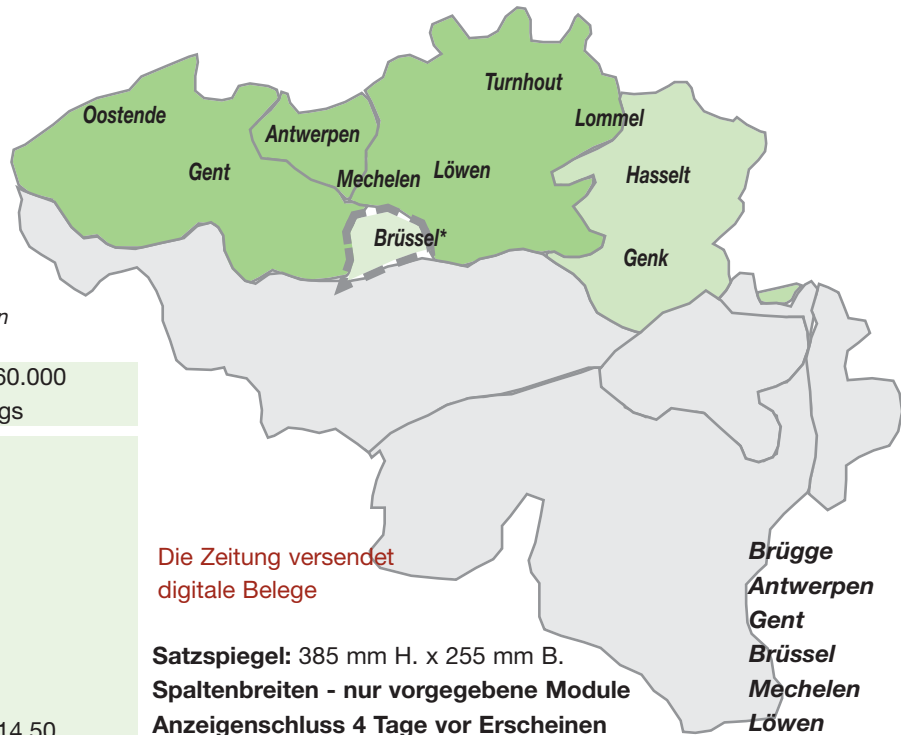 Turnhout
Oostende
Lommel
Antwerpen
Gent
Mechelen
Löwen
Hasselt
Brüssel*
Genk
n
60.000
gs
Die Zeitung versendet
digitale Belege
Satzspiegel: 385 mm H. x 255 mm B.
Spaltenbreiten - nur vorgegebene Module
Anzeigenschluss 4 Tage vor Erscheinen
14,50
Brügge
Antwerpen
Gent
Brüssel
Mechelen
Löwen